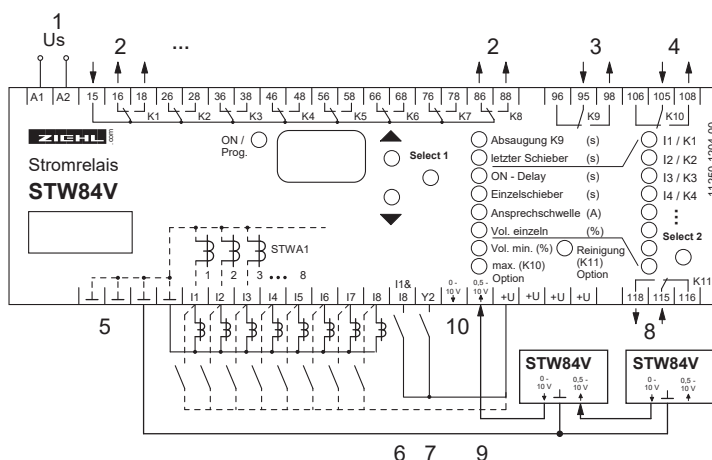 1
Us
2 ... 2 3 4
A1 A2 15 16 18 26 28 36 38 46 48 56 58 66 68 76 78 86 88 96 95 98 106 105 108
K1 K2 K3 K4 K5 K6 K7 K8 K9 K10
ZIEHL .com
Stromrelais
STW84V
ON /
Prog.
Select 1
Absaugung K9 (s)
letzter Schieber (s)
ON - Delay (s)
Einzelschieber (s)
Ansprechschwelle (A)
Vol. einzeln (%)
Vol. min. (%)
max. (K10)
Option
Reinigung
(K11)
Option
I1 / K1
I2 / K2
I3 / K3
I4 / K4
Select 2
K11
STWA1
1 2 3 8
I1 I2 I3 I4 I5 I6 I7 I8
I1&
I8
Y2
0 -
10 V
0,5 -
10 V
+U +U +U +U
118 115 116
5 10 8
STW84V
0 -
10 V
0,5 -
10 V
STW84V
0 -
10 V
0,5 -
10 V
6 7 9